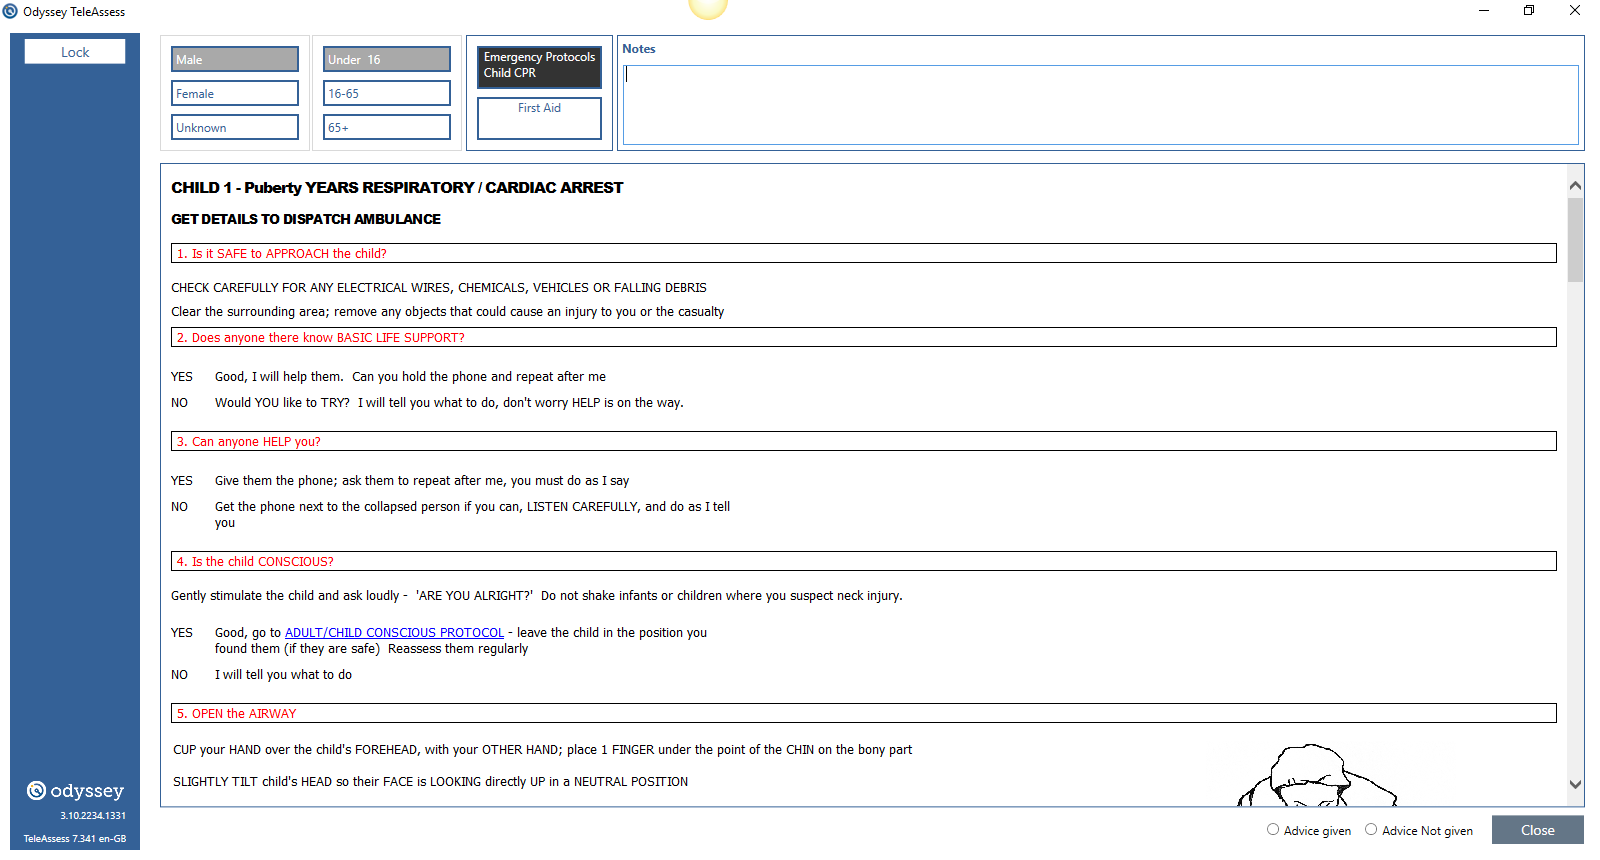 Odyssey TeleAssess
Lock
Male
Female
Unknown
Under  16
16-65
65+
Emergency Protocols
Child CPR
First Aid
Notes
CHILD 1 - Puberty YEARS RESPIRATORY / CARDIAC ARREST
GET DETAILS TO DISPATCH AMBULANCE
1. Is it SAFE to APPROACH the child?
CHECK CAREFULLY FOR ANY ELECTRICAL WIRES, CHEMICALS, VEHICLES OR FALLING DEBRIS
Clear the surrounding area; remove any objects that could cause an injury to you or the casualty
2. Does anyone there know BASIC LIFE SUPPORT?
YES Good, I will help them.  Can you hold the phone and repeat after me
NO Would YOU like to TRY?  I will tell you what to do, don't worry HELP is on the way.
3. Can anyone HELP you?
YES Give them the phone; ask them to repeat after me, you must do as I say
NO Get the phone next to the collapsed person if you can, LISTEN CAREFULLY, and do as I tell
you
4. Is the child CONSCIOUS?
Gently stimulate the child and ask loudly -  'ARE YOU ALRIGHT?'  Do not shake infants or children where you suspect neck injury.
YES Good, go to ADULT/CHILD CONSCIOUS PROTOCOL - leave the child in the position you
found them (if they are safe)  Reassess them regularly
NO I will tell you what to do
5. OPEN the AIRWAY
CUP your HAND over the child's FOREHEAD, with your OTHER HAND; place 1 FINGER under the point of the CHIN on the bony part
SLIGHTLY TILT child's HEAD so their FACE is LOOKING directly UP in a NEUTRAL POSITION
odyssey
3.10.2234.1331
TeleAssess 7.341 en-GB
Advice given
Advice Not given
Close